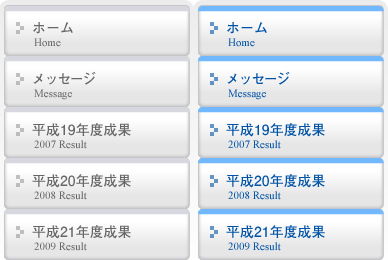 ホーム
Home
メッセージ
Message
平成19年度成果
2007 Result
平成20年度成果
2008 Result
平成21年度成果
2009 Result
ホーム
Home
メッセージ
Message
平成19年度成果
2007 Result
平成20年度成果
2008 Result
平成21年度成果
2009 Result